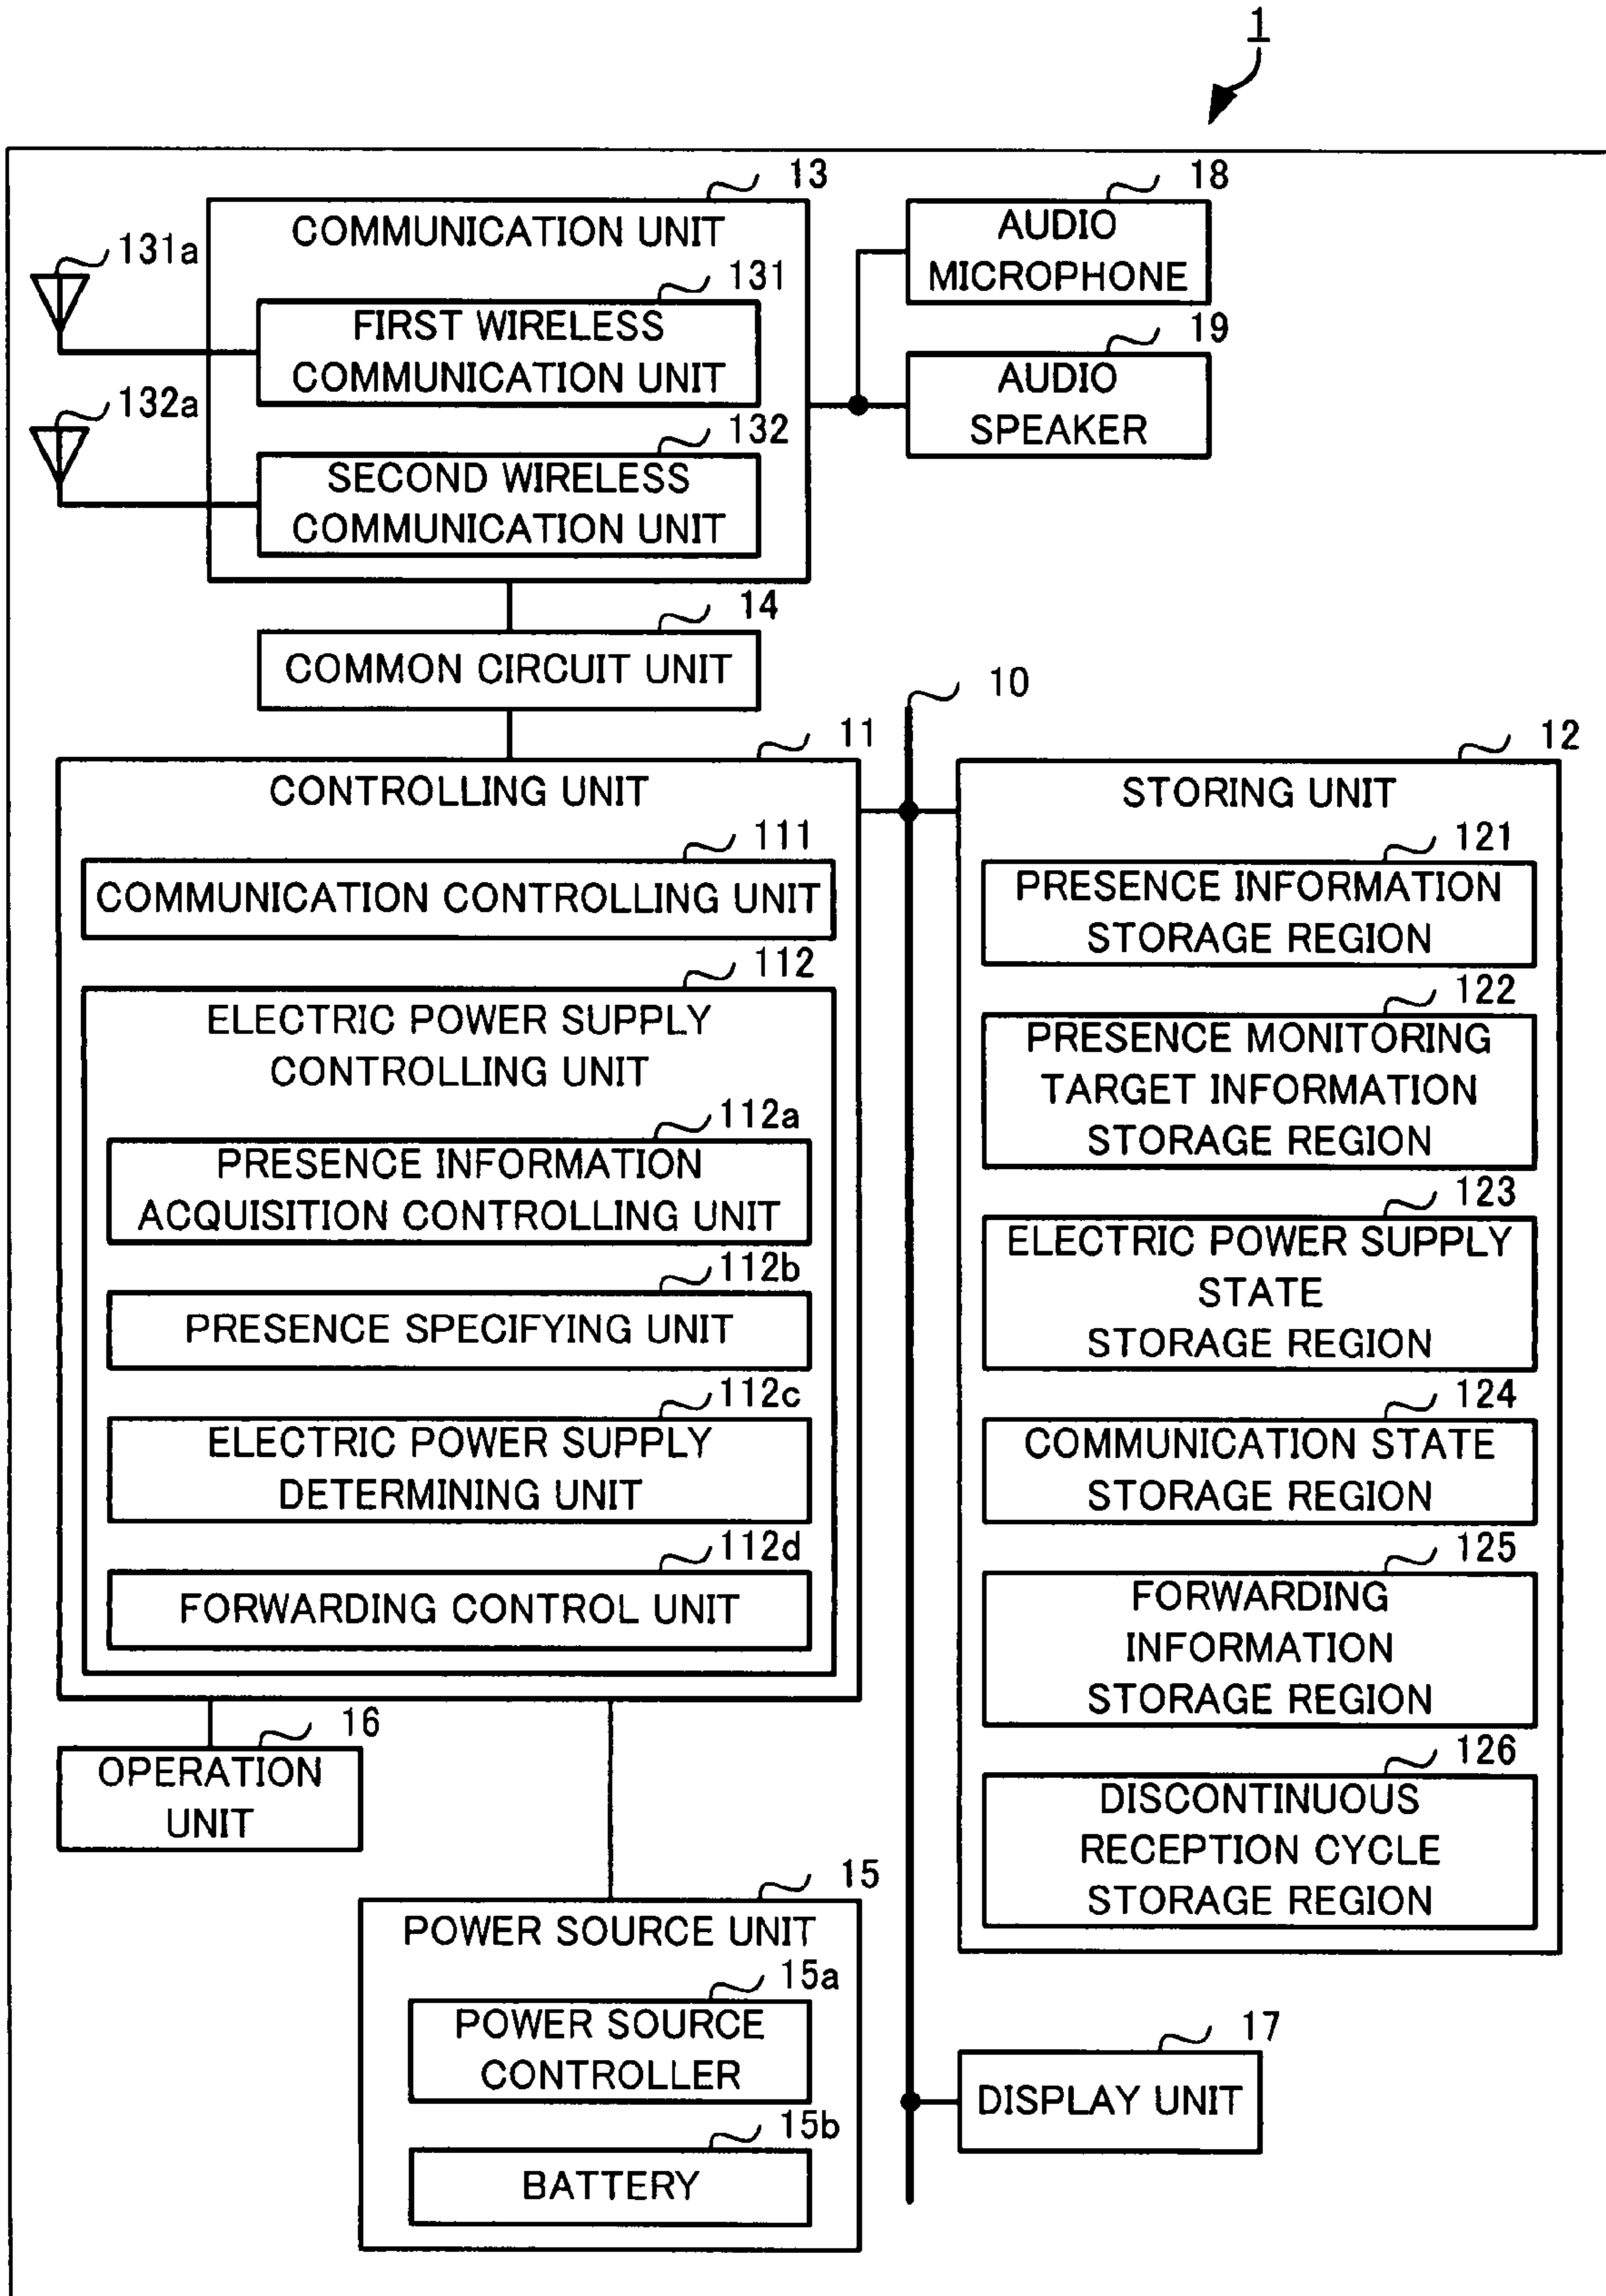 1
13
COMMUNICATION UNIT
131a
131
FIRST WIRELESS
COMMUNICATION UNIT
132a
132
SECOND WIRELESS
COMMUNICATION UNIT
18
AUDIO
MICROPHONE
19
AUDIO
SPEAKER
14
COMMON CIRCUIT UNIT
10
11
CONTROLLING UNIT
111
COMMUNICATION CONTROLLING UNIT
112
ELECTRIC POWER SUPPLY
CONTROLLING UNIT
112a
PRESENCE INFORMATION
ACQUISITION CONTROLLING UNIT
112b
PRESENCE SPECIFYING UNIT
112c
ELECTRIC POWER SUPPLY
DETERMINING UNIT
112d
FORWARDING CONTROL UNIT
12
STORING UNIT
121
PRESENCE INFORMATION
STORAGE REGION
122
PRESENCE MONITORING
TARGET INFORMATION
STORAGE REGION
123
ELECTRIC POWER SUPPLY
STATE
STORAGE REGION
124
COMMUNICATION STATE
STORAGE REGION
125
FORWARDING
INFORMATION
STORAGE REGION
126
DISCONTINUOUS
RECEPTION CYCLE
STORAGE REGION
16
OPERATION
UNIT
15
POWER SOURCE UNIT
15a
POWER SOURCE
CONTROLLER
15b
BATTERY
17
DISPLAY UNIT